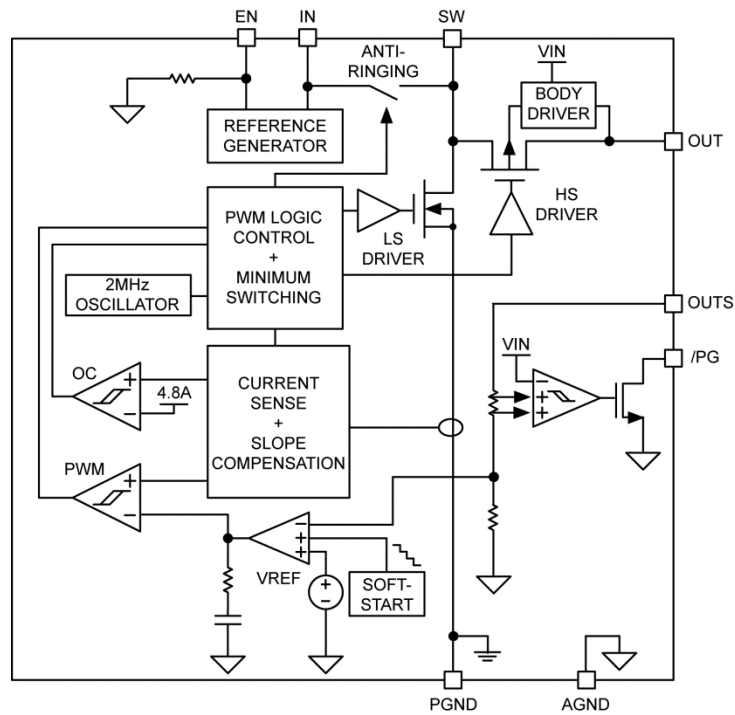 EN
IN
SW
ANTI-
RINGING
VIN
BODY
DRIVER
REFERENCE
GENERATOR
OUT
PWM LOGIC
CONTROL
+
MINIMUM
SWITCHING
LS
DRIVER
HS
DRIVER
2MHz
OSCILLATOR
OUTS
VIN
/PG
OC
+
4.8A
−
CURRENT
SENSE
+
SLOPE
COMPENSATION
−
+
+
PWM
+
−
−
+
+
VREF
+
−
SOFT-
START
PGND
AGND